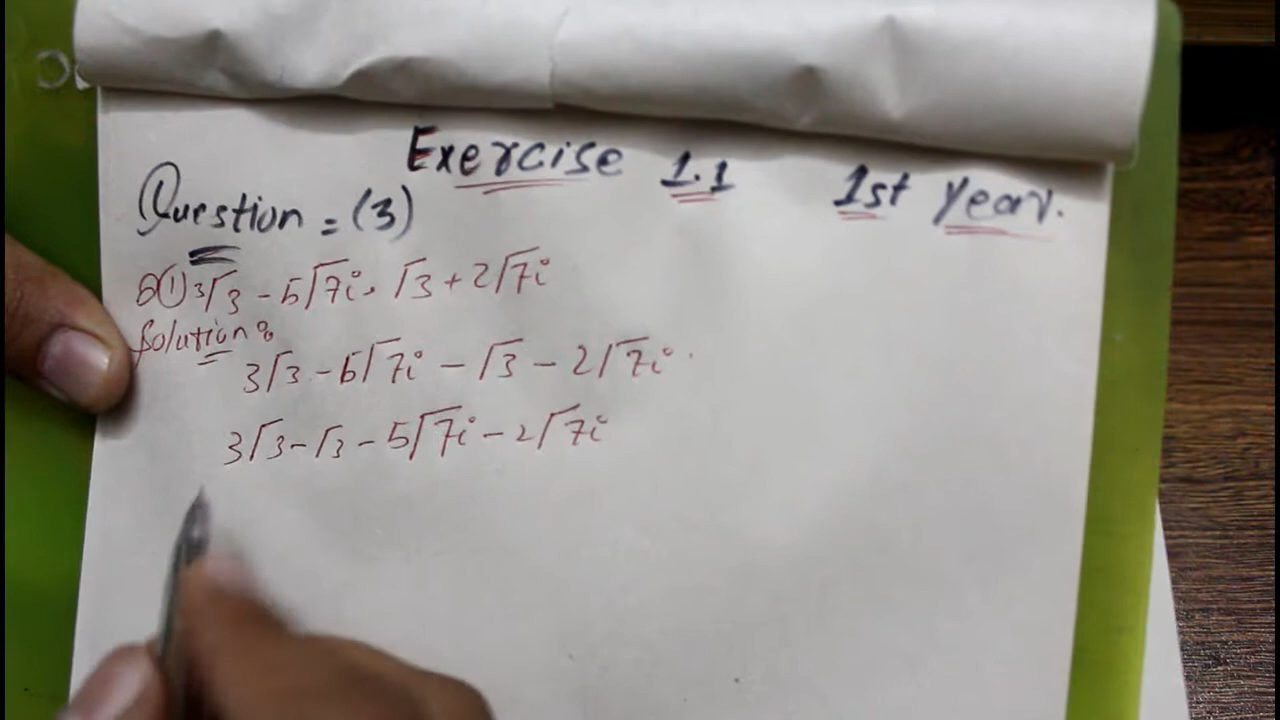 Exercise 1.1 1st year.
Question = (3)
① 3√3 - 5√7i, √3 + 2√7i
Solution:
3√3 - 5√7i - √3 - 2√7i
3√3 - √3 - 5√7i - 2√7i